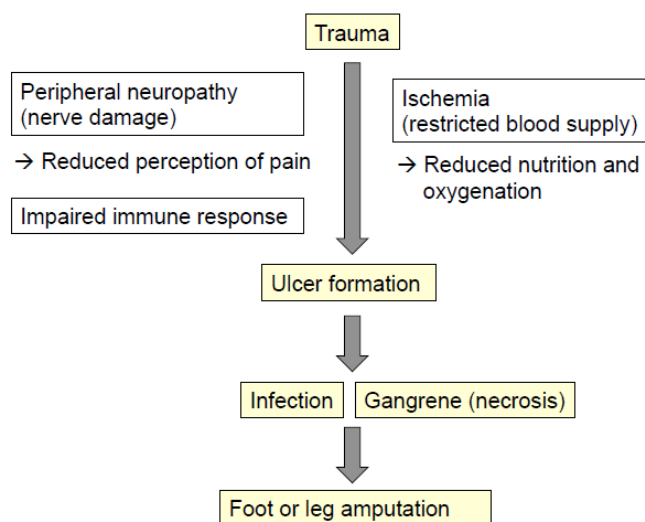 Trauma
Peripheral neuropathy
(nerve damage)
→ Reduced perception of pain
Impaired immune response
Ischemia
(restricted blood supply)
→ Reduced nutrition and
oxygenation
Ulcer formation
Infection
Gangrene (necrosis)
Foot or leg amputation